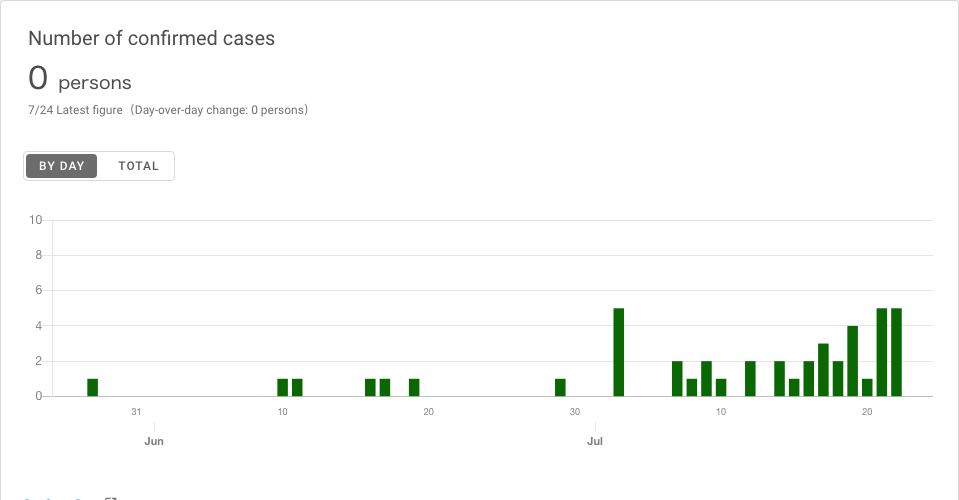 Number of confirmed cases
0 persons
7/24 Latest figure（Day-over-day change: 0 persons）
BY DAY TOTAL
10
8
6
4
2
0
31 10 20 30 10 20
Jun Jul